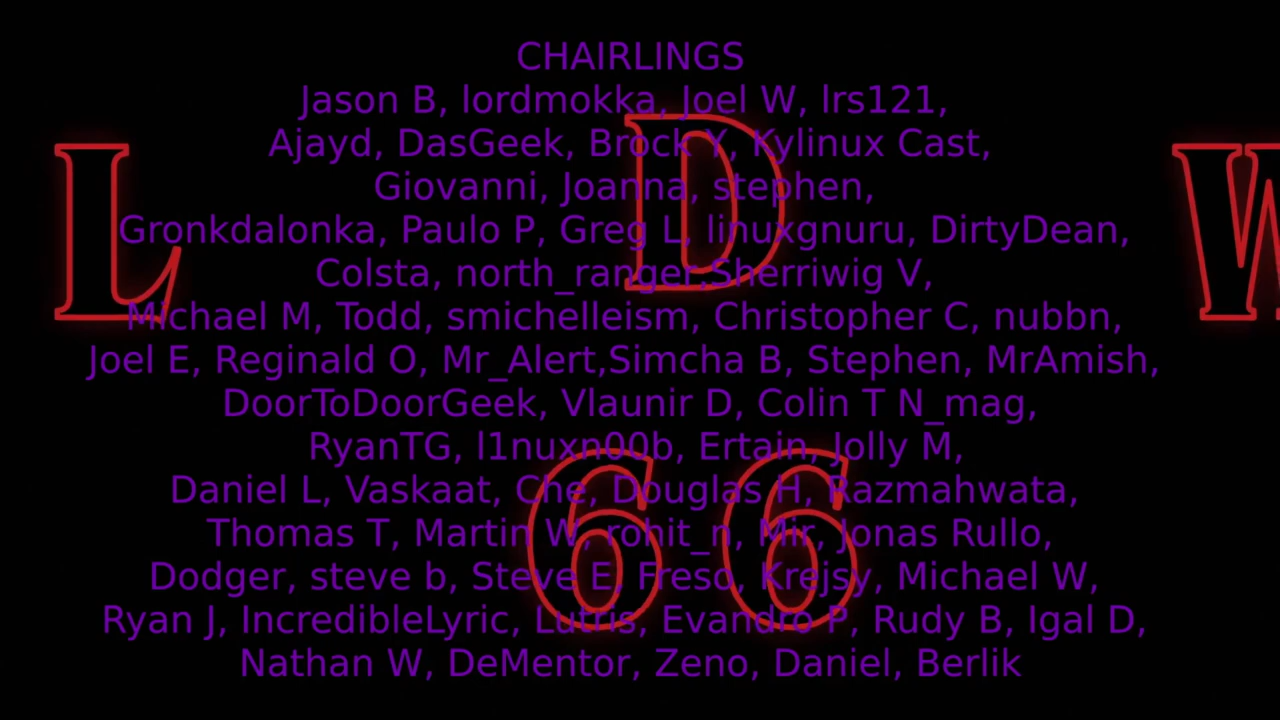 CHAIRLINGS
Jason B, lordmokka, Joel W, lrs121,
Ajayd, DasGeek, Brock Y, Kylinux Cast,
Giovanni, Joanna, stephen,
Gronkdalonka, Paulo P, Greg L, linuxgnuru, DirtyDean,
Colsta, north_ranger,Sherriwig V,
Michael M, Todd, smichelleism, Christopher C, nubbn,
Joel E, Reginald O, Mr_Alert,Simcha B, Stephen, MrAmish,
DoorToDoorGeek, Vlaunir D, Colin T N_mag,
RyanTG, l1nuxn00b, Ertain, Jolly M,
Daniel L, Vaskaat, Che, Douglas H, Razmahwata,
Thomas T, Martin W, rohit_n, Mir, Jonas Rullo,
Dodger, steve b, Steve E, Freso, Krejsy, Michael W,
Ryan J, IncredibleLyric, Lutris, Evandro P, Rudy B, Igal D,
Nathan W, DeMentor, Zeno, Daniel, Berlik
L D W
66